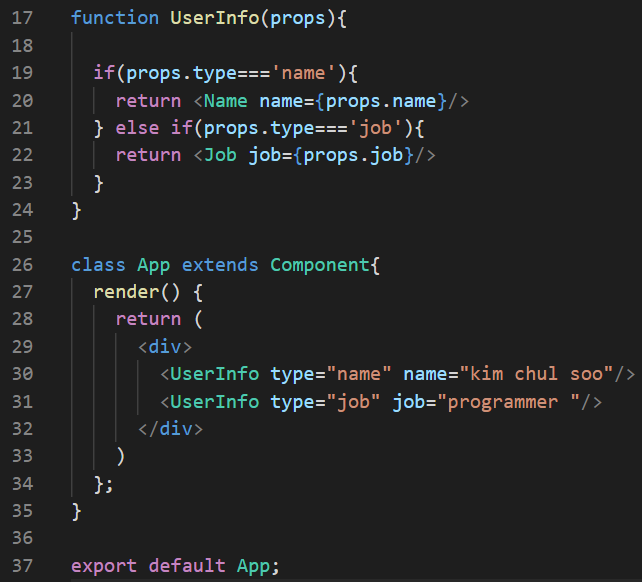 17 function UserInfo(props){
18
19   if(props.type==='name'){
20     return <Name name={props.name}/>
21   } else if(props.type==='job'){
22     return <Job job={props.job}/>
23   }
24 }
25
26 class App extends Component{
27   render() {
28     return (
29       <div>
30         <UserInfo type="name" name="kim chul soo"/>
31         <UserInfo type="job" job="programmer "/>
32       </div>
33     )
34   };
35 }
36
37 export default App;